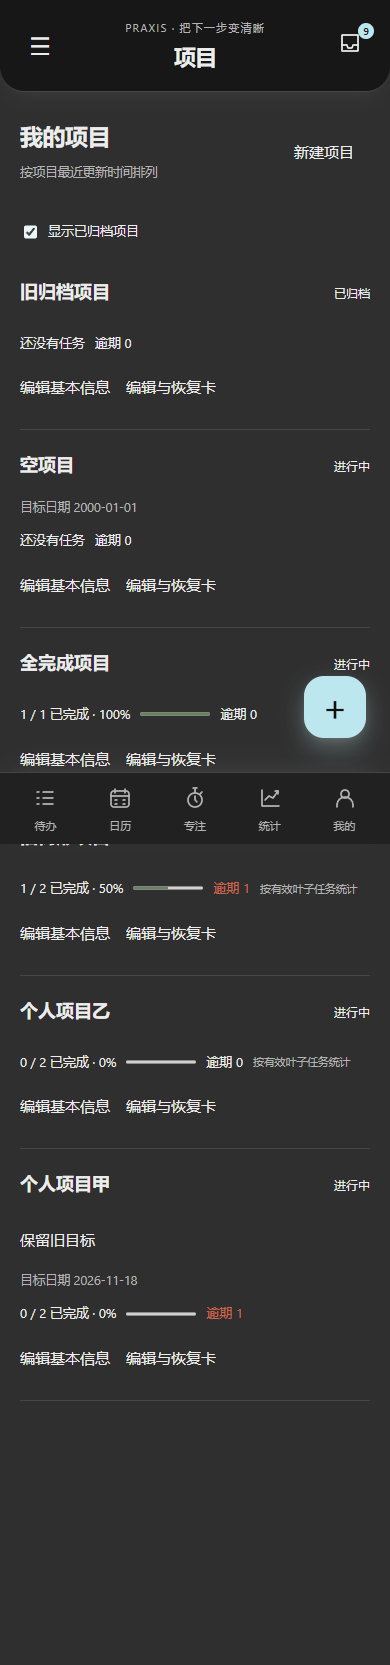 PRAXIS · 把下一步变清晰
项目
9
我的项目
按项目最近更新时间排列
新建项目
显示已归档项目
旧归档项目
已归档
还没有任务 逾期 0
编辑基本信息 编辑与恢复卡
空项目
进行中
目标日期 2000-01-01
还没有任务 逾期 0
编辑基本信息 编辑与恢复卡
全完成项目
进行中
1 / 1 已完成 · 100% 逾期 0
编辑基本信息 编辑与恢复卡
待办
日历
专注
统计
我的
1 / 2 已完成 · 50% 逾期 1 按有效叶子任务统计
编辑基本信息 编辑与恢复卡
个人项目乙
进行中
0 / 2 已完成 · 0% 逾期 0 按有效叶子任务统计
编辑基本信息 编辑与恢复卡
个人项目甲
进行中
保留旧目标
目标日期 2026-11-18
0 / 2 已完成 · 0% 逾期 1
编辑基本信息 编辑与恢复卡